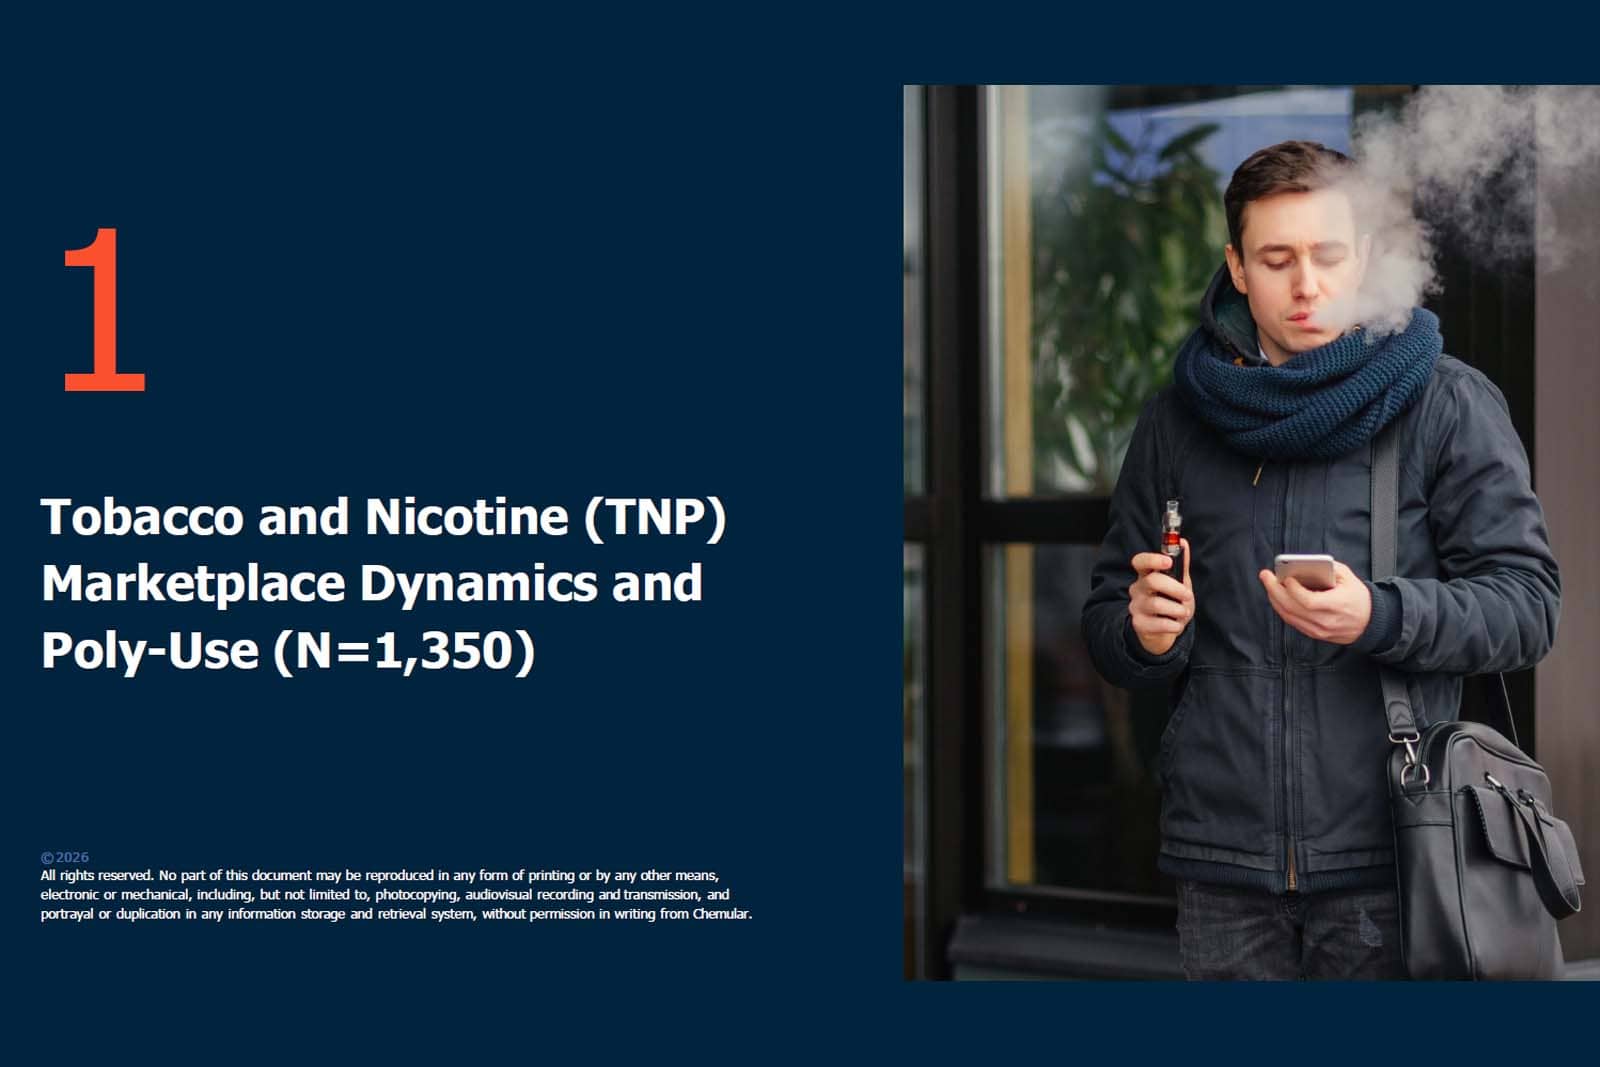 1
Tobacco and Nicotine (TNP)
Marketplace Dynamics and
Poly-Use (N=1,350)
©2026
All rights reserved. No part of this document may be reproduced in any form of printing or by any other means,
electronic or mechanical, including, but not limited to, photocopying, audiovisual recording and transmission, and
portrayal or duplication in any information storage and retrieval system, without permission in writing from Chemular.